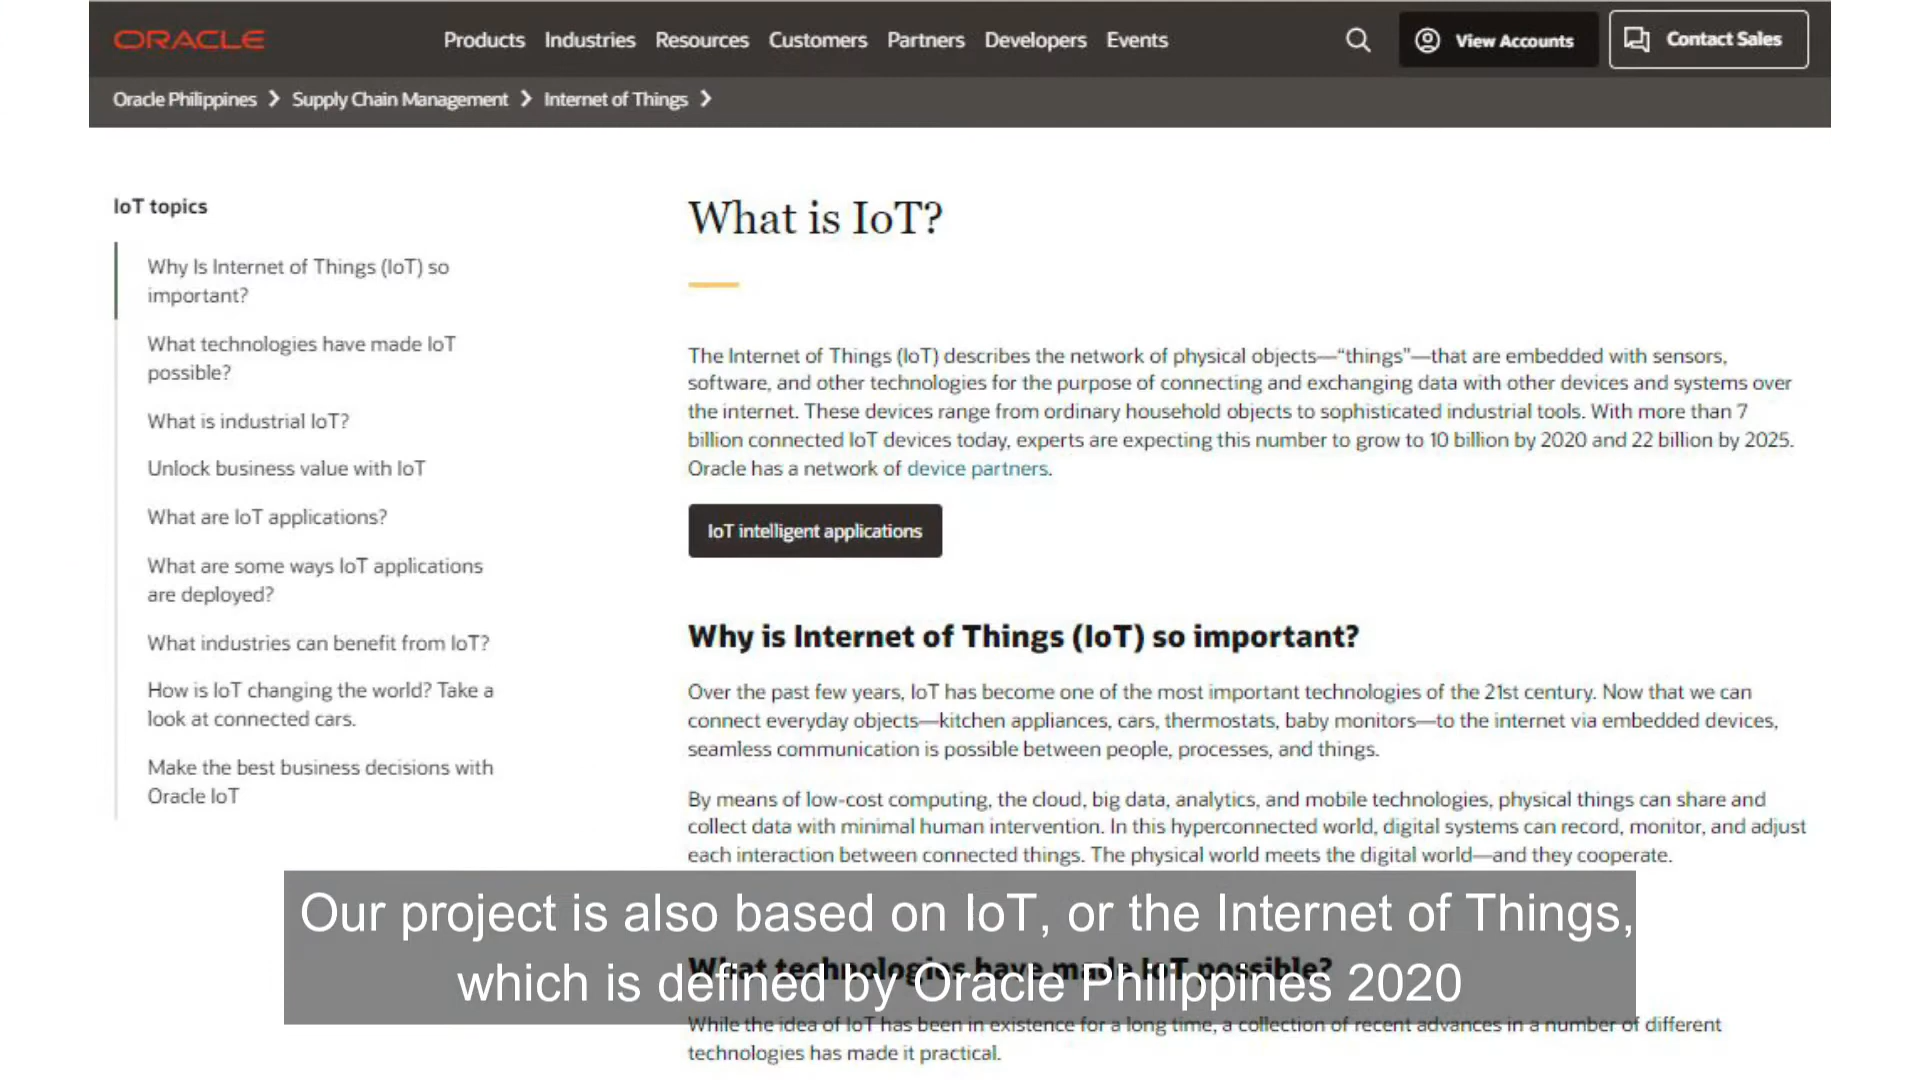 ORACLE
Products Industries Resources Customers Partners Developers Events
View Accounts
Contact Sales
Oracle Philippines > Supply Chain Management > Internet of Things >
IoT topics
Why Is Internet of Things (IoT) so
important?
What technologies have made IoT
possible?
What is industrial IoT?
Unlock business value with IoT
What are IoT applications?
What are some ways IoT applications
are deployed?
What industries can benefit from IoT?
How is IoT changing the world? Take a
look at connected cars.
Make the best business decisions with
Oracle IoT
What is IoT?
The Internet of Things (IoT) describes the network of physical objects—“things”—that are embedded with sensors,
software, and other technologies for the purpose of connecting and exchanging data with other devices and systems over
the internet. These devices range from ordinary household objects to sophisticated industrial tools. With more than 7
billion connected IoT devices today, experts are expecting this number to grow to 10 billion by 2020 and 22 billion by 2025.
Oracle has a network of device partners.
IoT intelligent applications
Why is Internet of Things (IoT) so important?
Over the past few years, IoT has become one of the most important technologies of the 21st century. Now that we can
connect everyday objects—kitchen appliances, cars, thermostats, baby monitors—to the internet via embedded devices,
seamless communication is possible between people, processes, and things.
By means of low-cost computing, the cloud, big data, analytics, and mobile technologies, physical things can share and
collect data with minimal human intervention. In this hyperconnected world, digital systems can record, monitor, and adjust
each interaction between connected things. The physical world meets the digital world—and they cooperate.
What technologies have made IoT possible?
While the idea of IoT has been in existence for a long time, a collection of recent advances in a number of different
technologies has made it practical.
Our project is also based on IoT, or the Internet of Things,
which is defined by Oracle Philippines 2020